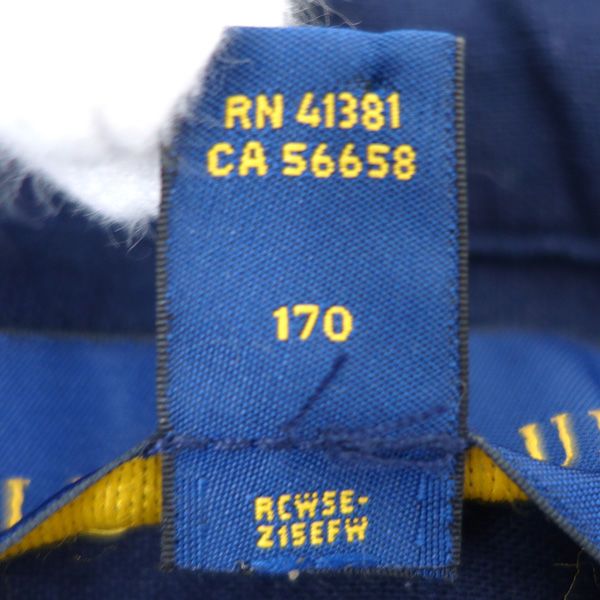 RN 41381
CA 56658
170
RCWSE-
Z15EFW